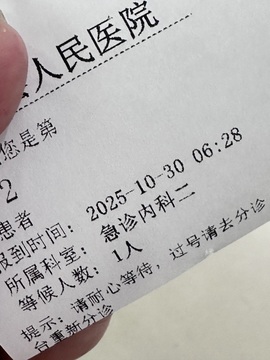 人民医院
您是第
2
患者
报到时间: 2025-10-30 06:28
所属科室: 急诊内科二
等候人数: 1人
提示: 请耐心等待, 过号请去分诊
台重新分诊